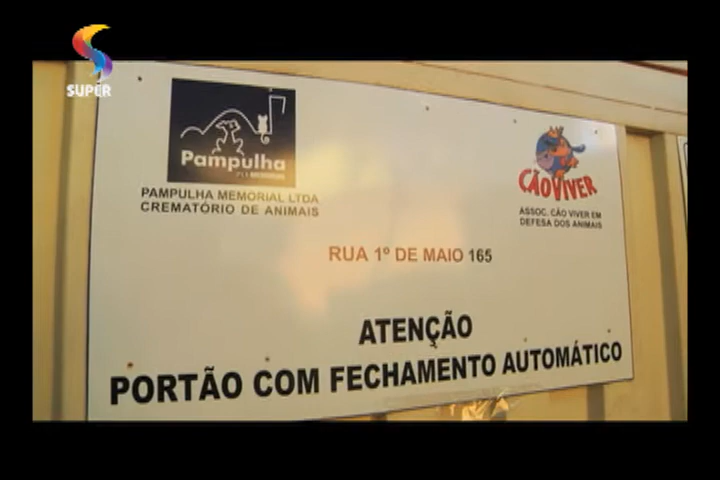 SUPER
Pampulha
PAMPULHA MEMORIAL LTDA
CREMATÓRIO DE ANIMAIS
CÃOVIVER
ASSOC. CÃO VIVER EM
DEFESA DOS ANIMAIS
RUA 1º DE MAIO 165
ATENÇÃO
PORTÃO COM FECHAMENTO AUTOMÁTICO